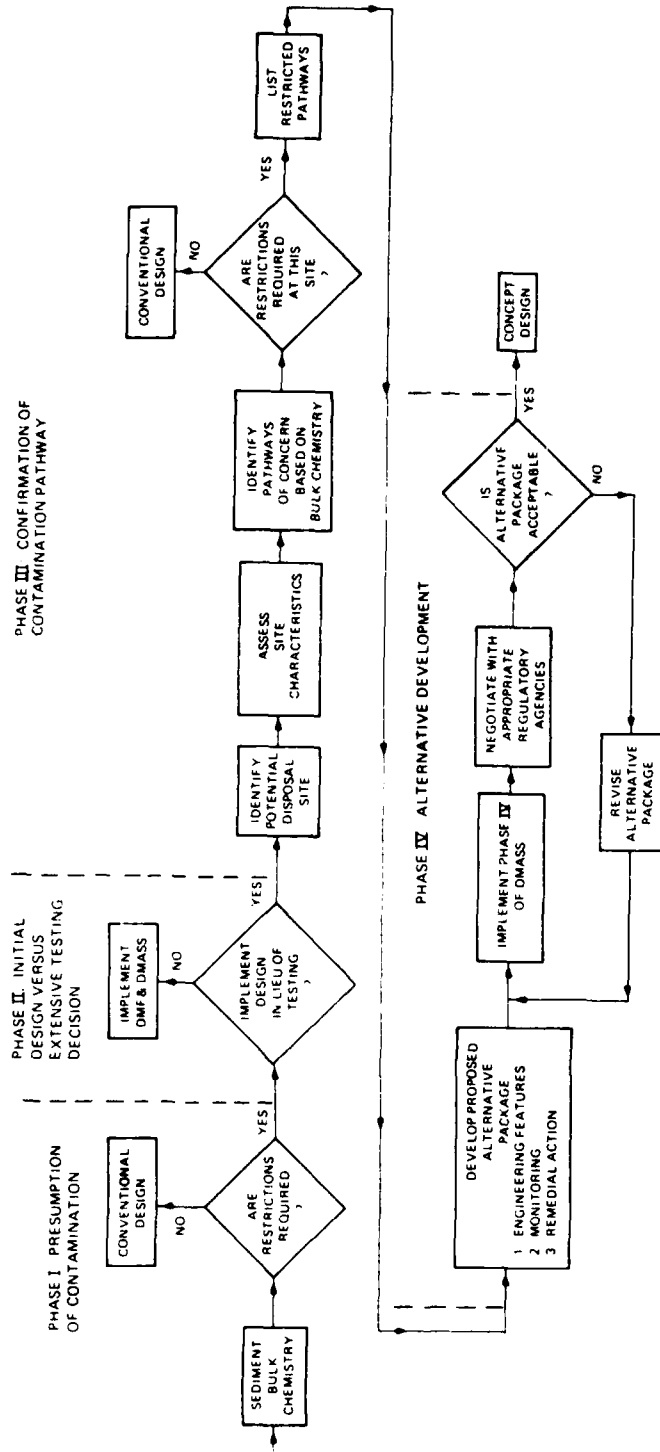 PHASE I PRESUMPTION
OF CONTAMINATION
SEDIMENT
BULK
CHEMISTRY
ARE
RESTRICTIONS
REQUIRED
?
NO
CONVENTIONAL
DESIGN
YES
PHASE II. INITIAL
DESIGN VERSUS
EXTENSIVE TESTING
DECISION
IMPLEMENT
DESIGN
IN LIEU OF
TESTING
?
NO
IMPLEMENT
DMF & DMASS
YES
PHASE III CONFIRMATION OF
CONTAMINATION PATHWAY
IDENTIFY
POTENTIAL
DISPOSAL
SITE
ASSESS
SITE
CHARACTERISTICS
IDENTIFY
PATHWAYS
OF CONCERN
BASED ON
BULK CHEMISTRY
ARE
RESTRICTIONS
REQUIRED
AT THIS
SITE
?
NO
CONVENTIONAL
DESIGN
YES
LIST
RESTRICTED
PATHWAYS
PHASE IV ALTERNATIVE DEVELOPMENT
DEVELOP PROPOSED
ALTERNATIVE
PACKAGE
1 ENGINEERING FEATURES
2 MONITORING
3 REMEDIAL ACTION
IMPLEMENT PHASE IV
OF DMASS
NEGOTIATE WITH
APPROPRIATE
REGULATORY
AGENCIES
IS
ALTERNATIVE
PACKAGE
ACCEPTABLE
?
YES
CONCEPT
DESIGN
NO
REVISE
ALTERNATIVE
PACKAGE